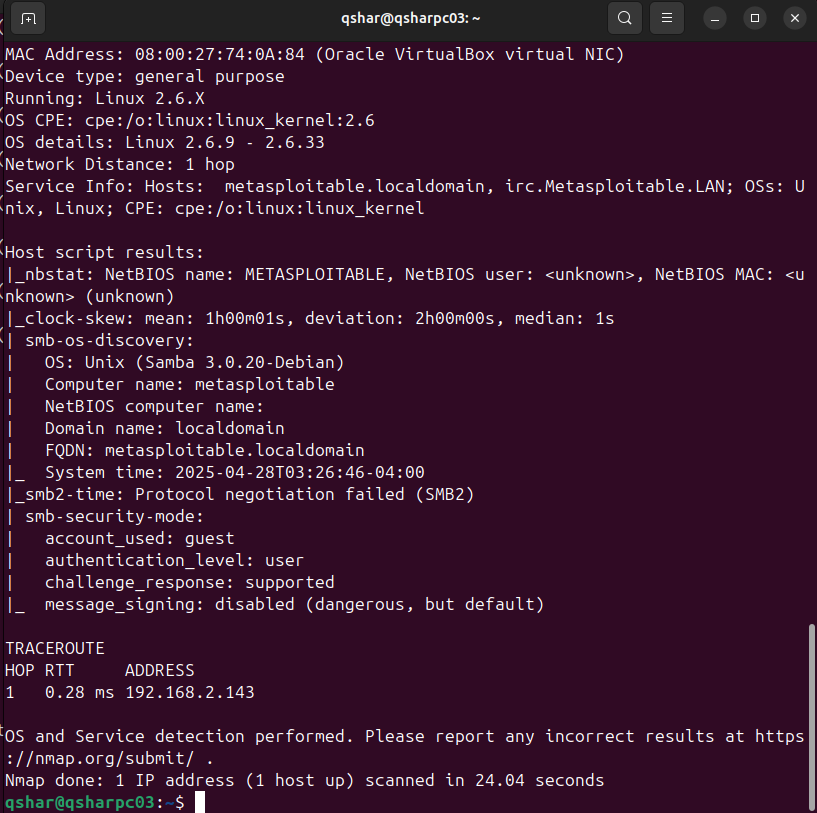 qshar@qsharpc03: ~
MAC Address: 08:00:27:74:0A:84 (Oracle VirtualBox virtual NIC)
Device type: general purpose
Running: Linux 2.6.X
OS CPE: cpe:/o:linux:linux_kernel:2.6
OS details: Linux 2.6.9 - 2.6.33
Network Distance: 1 hop
Service Info: Hosts:  metasploitable.localdomain, irc.Metasploitable.LAN; OSs: U
nix, Linux; CPE: cpe:/o:linux:linux_kernel

Host script results:
|_nbstat: NetBIOS name: METASPLOITABLE, NetBIOS user: <unknown>, NetBIOS MAC: <u
nknown> (unknown)
|_clock-skew: mean: 1h00m01s, deviation: 2h00m00s, median: 1s
| smb-os-discovery:
|   OS: Unix (Samba 3.0.20-Debian)
|   Computer name: metasploitable
|   NetBIOS computer name:
|   Domain name: localdomain
|   FQDN: metasploitable.localdomain
|_  System time: 2025-04-28T03:26:46-04:00
|_smb2-time: Protocol negotiation failed (SMB2)
| smb-security-mode:
|   account_used: guest
|   authentication_level: user
|   challenge_response: supported
|_  message_signing: disabled (dangerous, but default)

TRACEROUTE
HOP RTT     ADDRESS
1   0.28 ms 192.168.2.143

OS and Service detection performed. Please report any incorrect results at https
://nmap.org/submit/ .
Nmap done: 1 IP address (1 host up) scanned in 24.04 seconds
qshar@qsharpc03:~$